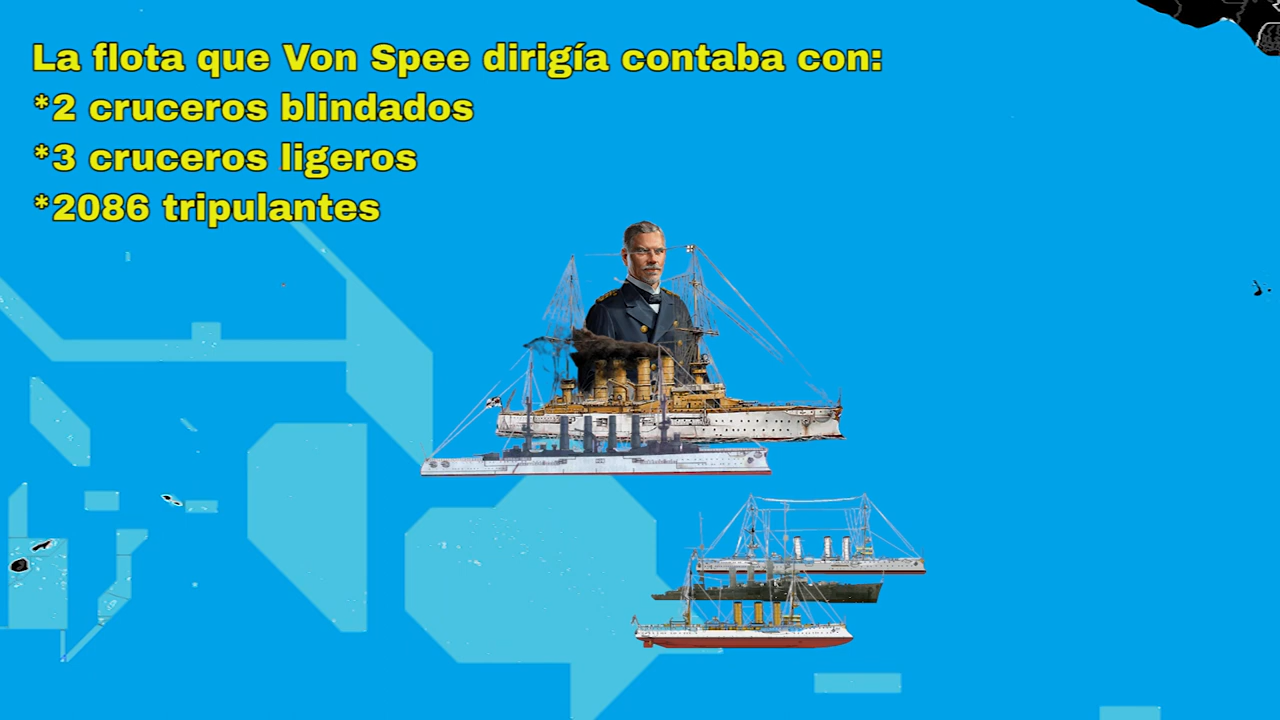 La flota que Von Spee dirigía contaba con:
*2 cruceros blindados
*3 cruceros ligeros
*2086 tripulantes